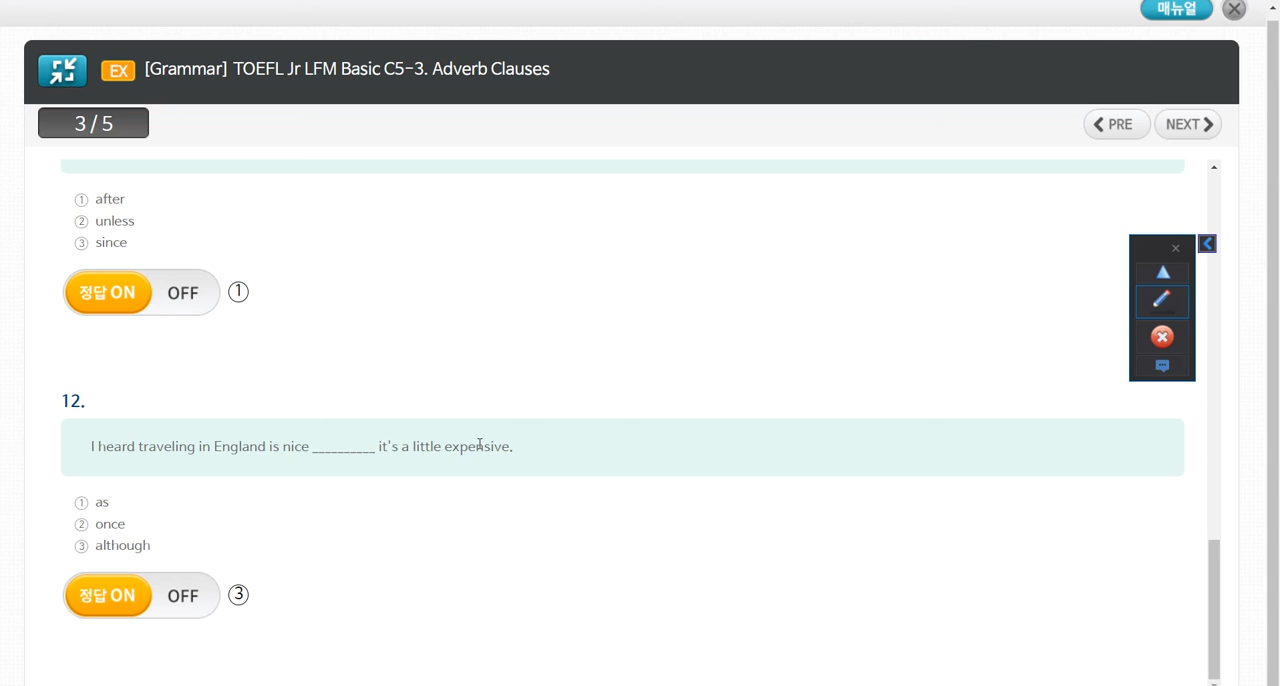 매뉴얼
EX [Grammar] TOEFL Jr LFM Basic C5-3. Adverb Clauses
3 / 5
PRE NEXT
① after
② unless
③ since
정답 ON OFF ①
12.
I heard traveling in England is nice __________ it's a little expensive.
① as
② once
③ although
정답 ON OFF ③